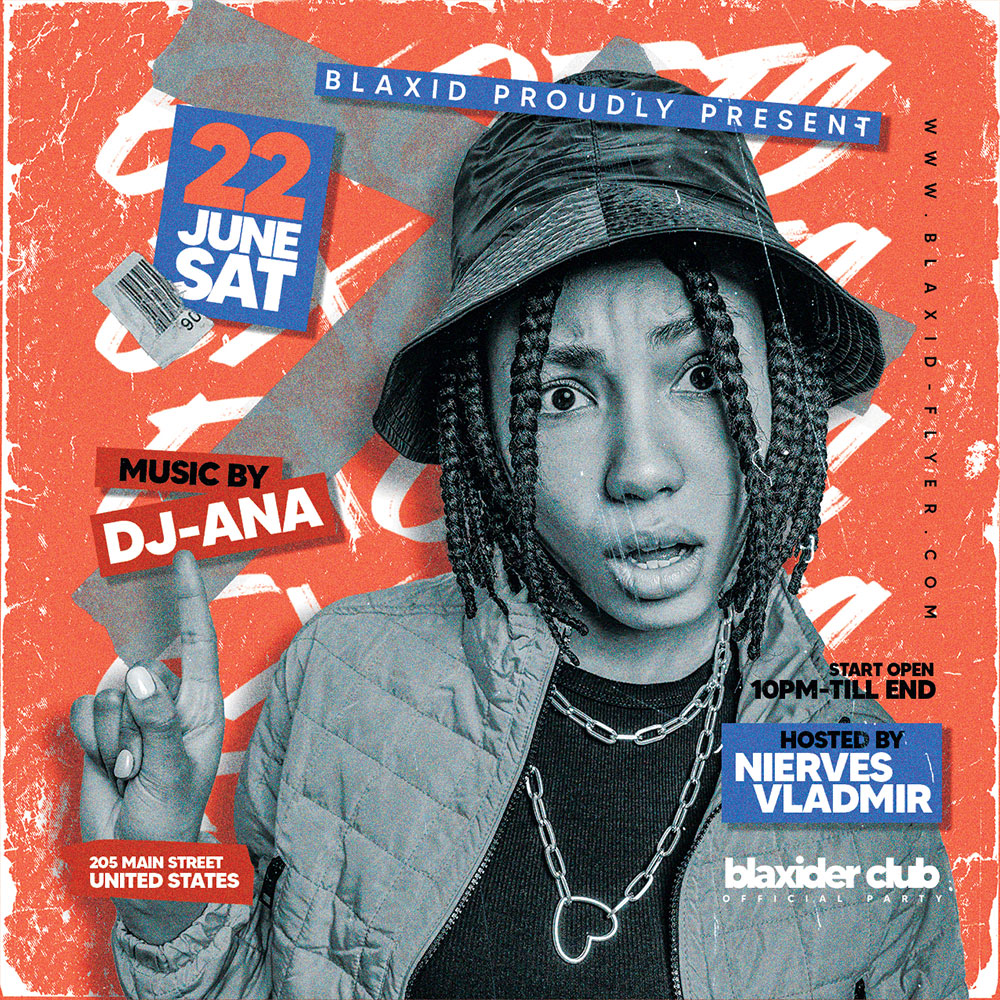 BLAXID PROUDLY PRESENT
22
JUNE
SAT
90
MUSIC BY
DJ-ANA
WWW.BLAXID-FLYER.COM
START OPEN
10PM-TILL END
HOSTED BY
NIERVES
VLADMIR
205 MAIN STREET
UNITED STATES
blaxider club
OFFICIAL PARTY